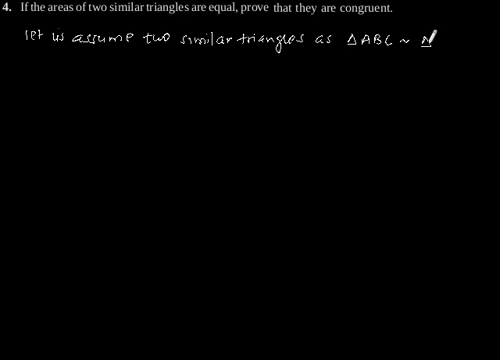 4. If the areas of two similar triangles are equal, prove that they are congruent.
let us assume two similar triangles as △ABC ~